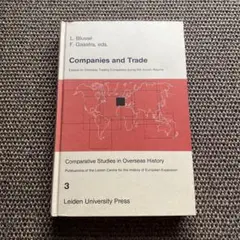 L. Blussé
F. Gaastra, eds.
Companies and Trade
Essays on Overseas Trading Companies during the Ancien Régime
Comparative Studies in Overseas History
Publications of the Leiden Centre for the History of European Expansion
3
Leiden University Press